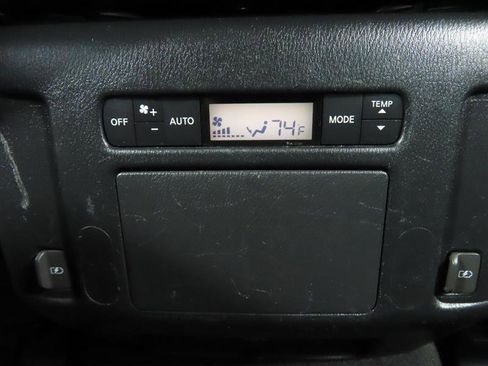 OFF + - AUTO 74F MODE TEMP